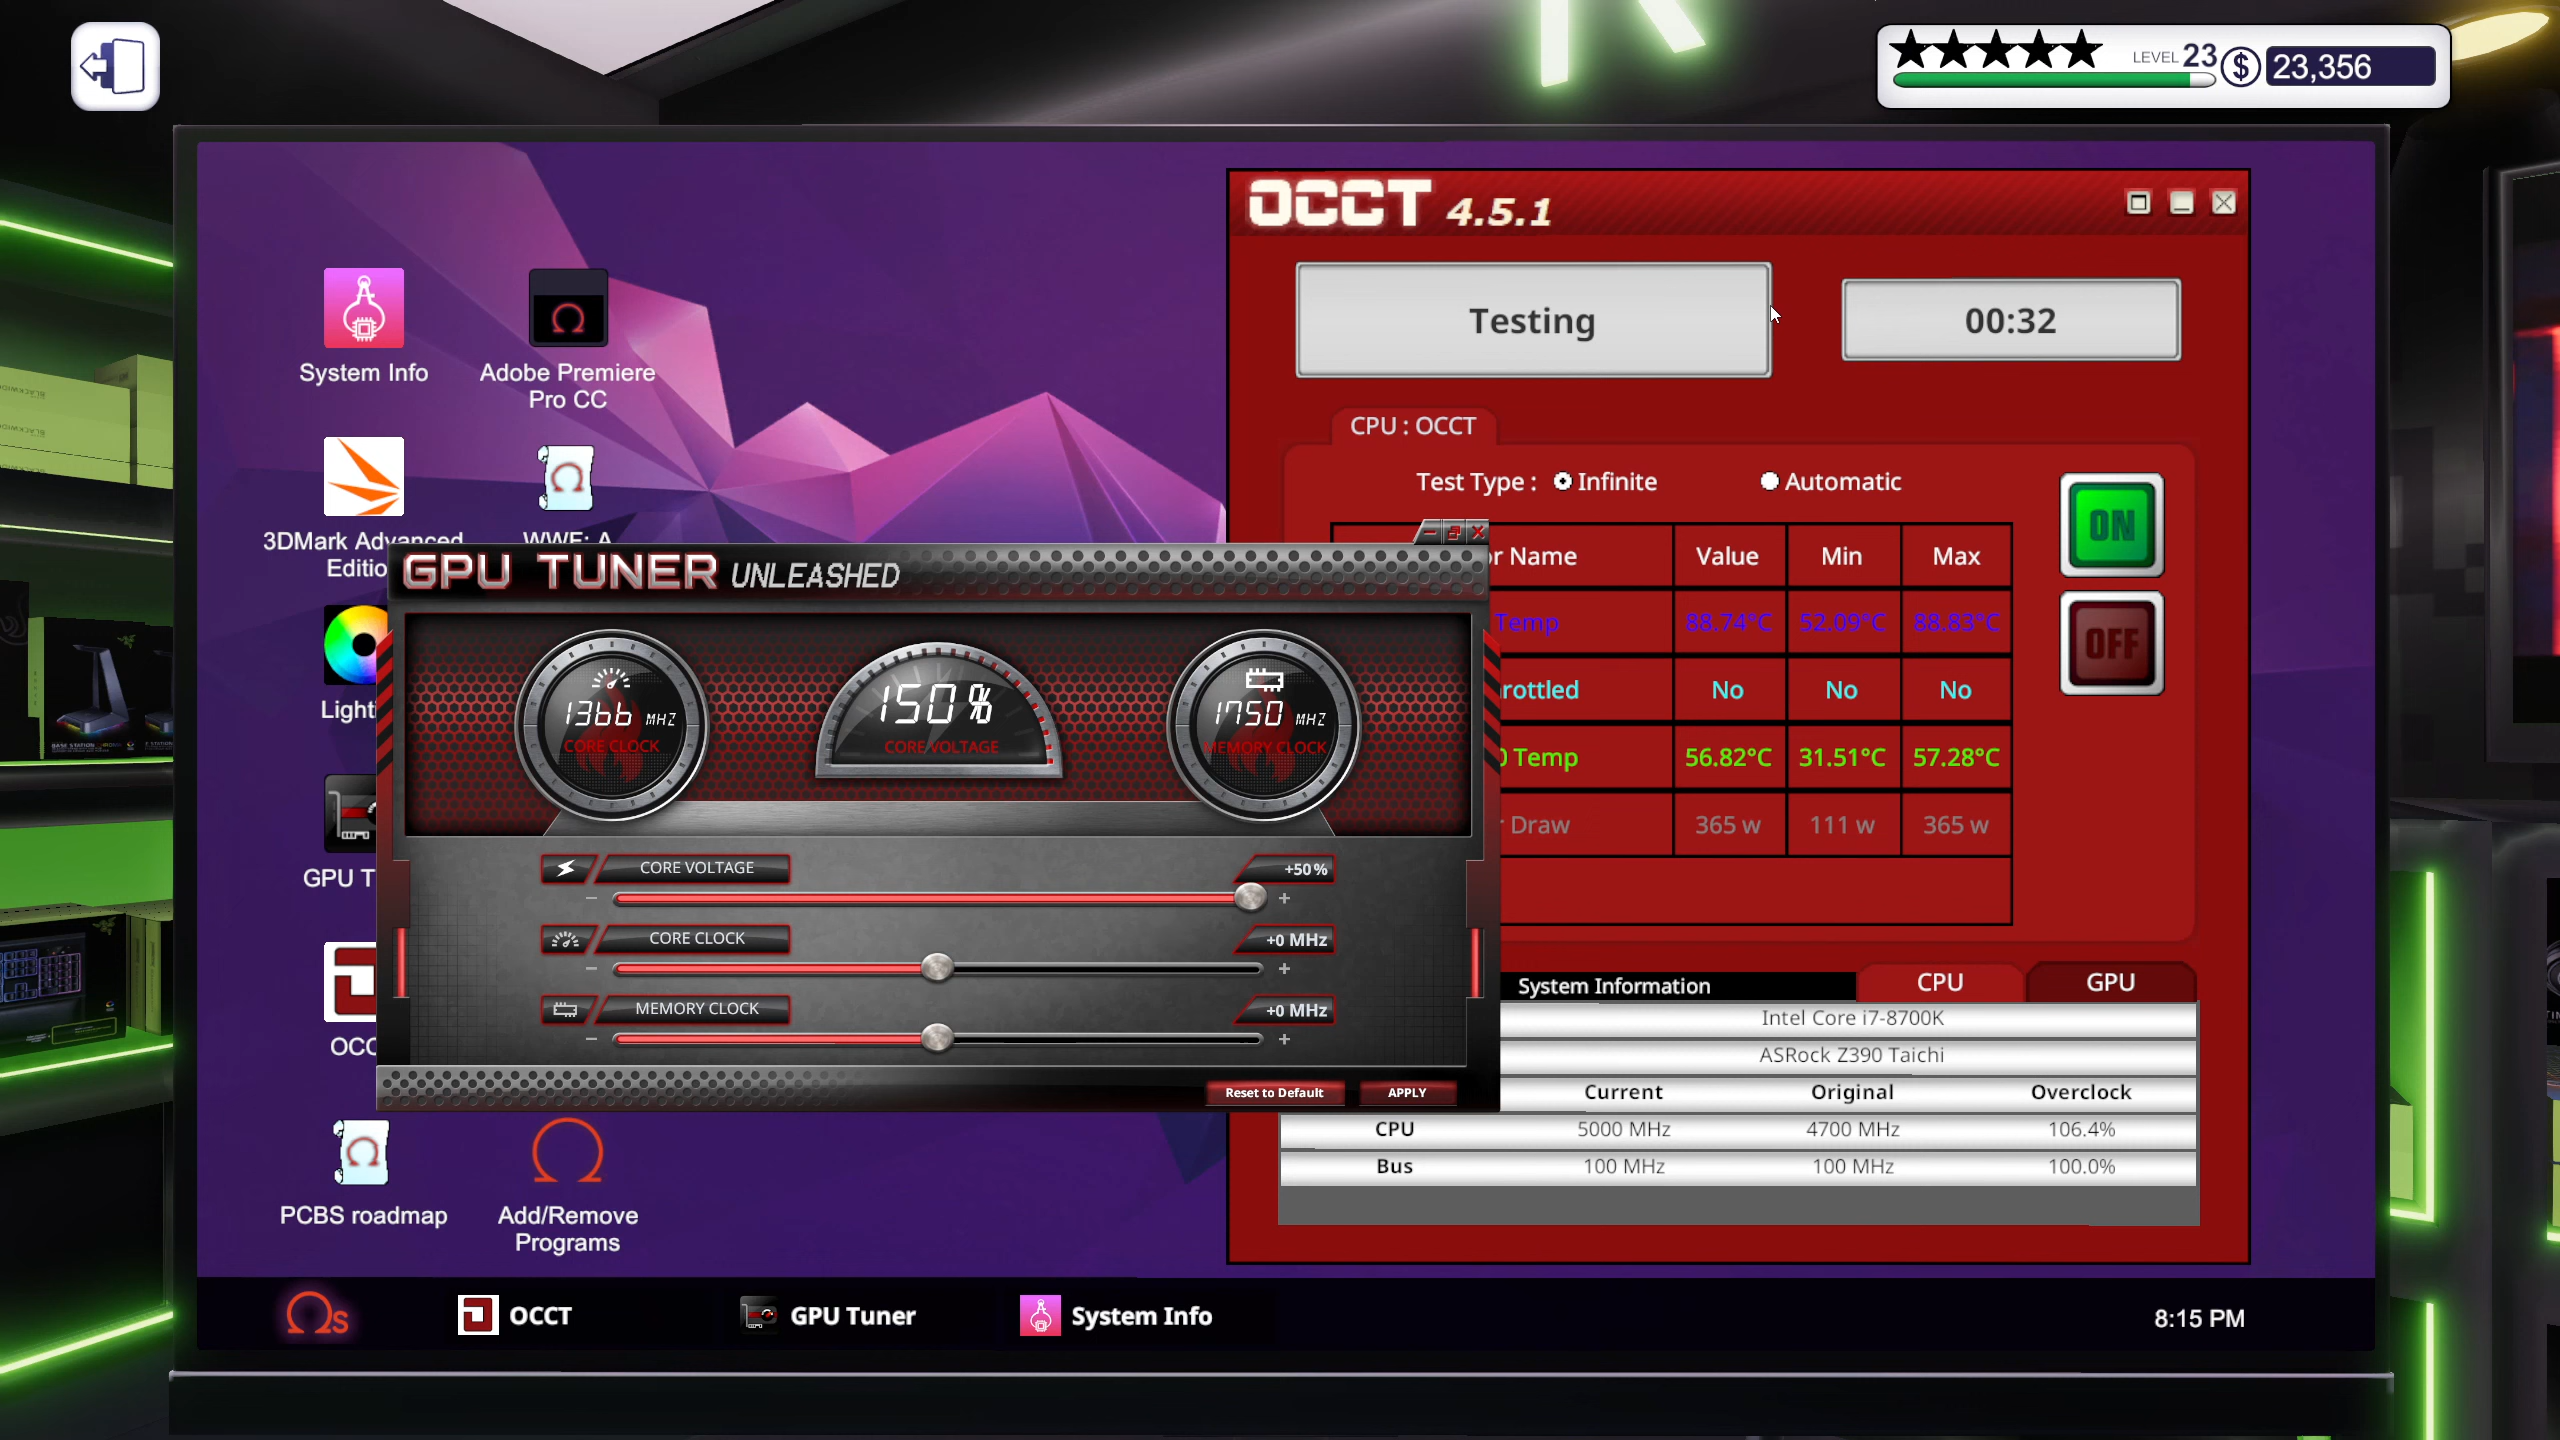 LEVEL 23 $ 23,356
OCCT 4.5.1
Testing
00:32
System Info
Adobe Premiere
Pro CC
CPU : OCCT
Test Type : Infinite Automatic
3DMark Advanced
Editio
WWE: A
r Name Value Min Max
Temp 88.74°C 52.09°C 88.83°C
rottled No No No
0 Temp 56.82°C 31.51°C 57.28°C
Draw 365 w 111 w 365 w
ON
OFF
GPU TUNER UNLEASHED
1366 MHZ
CORE CLOCK
150%
CORE VOLTAGE
1750 MHZ
MEMORY CLOCK
CORE VOLTAGE +50%
- +
CORE CLOCK +0 MHz
- +
MEMORY CLOCK +0 MHz
- +
Reset to Default APPLY
Lighti
GPU T
OCC
System Information CPU GPU
Intel Core i7-8700K
ASRock Z390 Taichi
Current Original Overclock
CPU 5000 MHz 4700 MHz 106.4%
Bus 100 MHz 100 MHz 100.0%
PCBS roadmap
Add/Remove
Programs
Ωs OCCT GPU Tuner System Info 8:15 PM